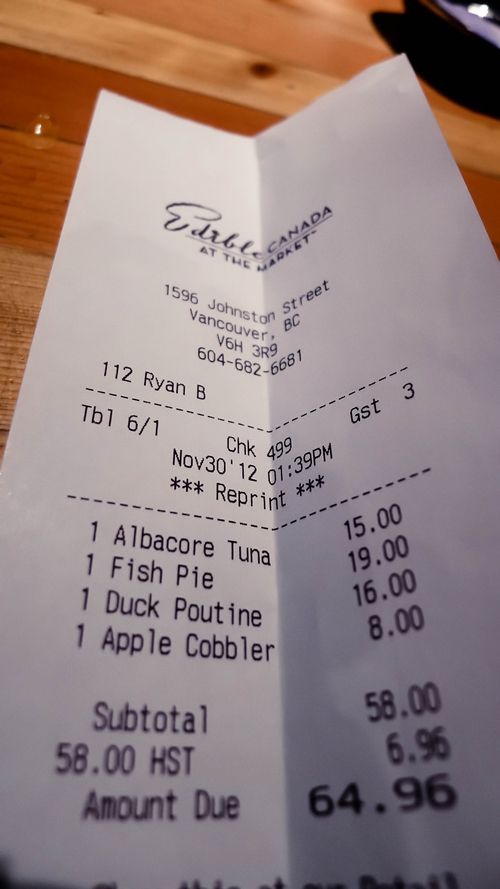 Edible CANADA
AT THE MARKET
1596 Johnston Street
Vancouver, BC
V6H 3R9
604-682-6681
112 Ryan B
Tbl 6/1 Chk 499 Gst 3
Nov30'12 01:39PM
*** Reprint ***
1 Albacore Tuna 15.00
1 Fish Pie 19.00
1 Duck Poutine 16.00
1 Apple Cobbler 8.00
Subtotal 58.00
58.00 HST 6.96
Amount Due 64.96